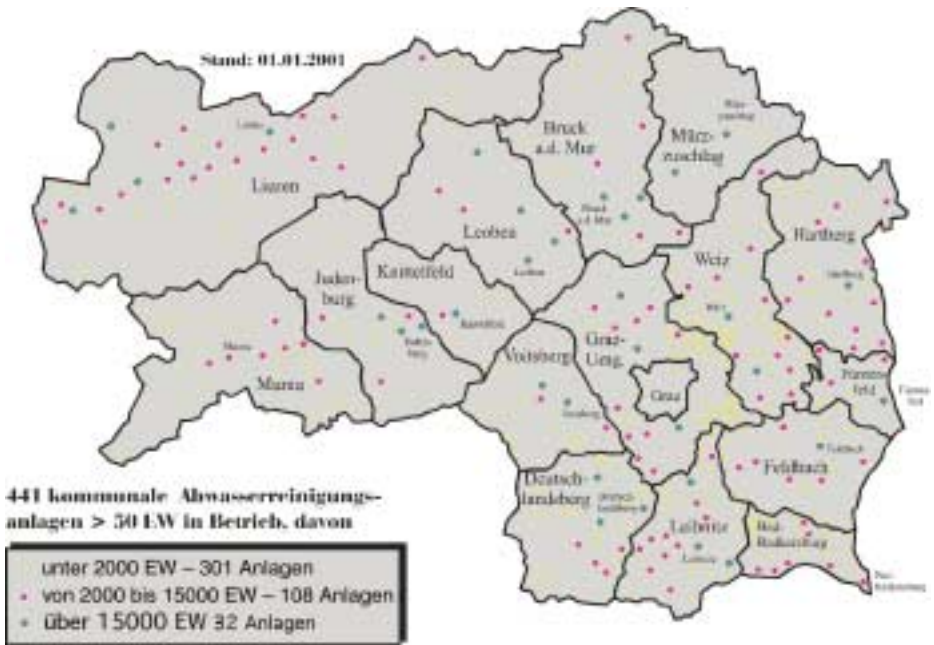 Stand: 01.01.2001
Bruck
a.d. Mur
Mürz-
zuschlag
Liezen
Leoben
Hartberg
Weiz
Knittelfeld
Juden-
burg
Graz-
Umg.
Voitsberg
Murau
Graz
Fürsten-
feld
Feldbach
Deutsch-
landsberg
Leibnitz
Bad-
Radkersburg
441 kommunale Abwasserreinigungs-
anlagen > 50 EW in Betrieb, davon
unter 2000 EW – 301 Anlagen
von 2000 bis 15000 EW – 108 Anlagen
über 15000 EW 32 Anlagen